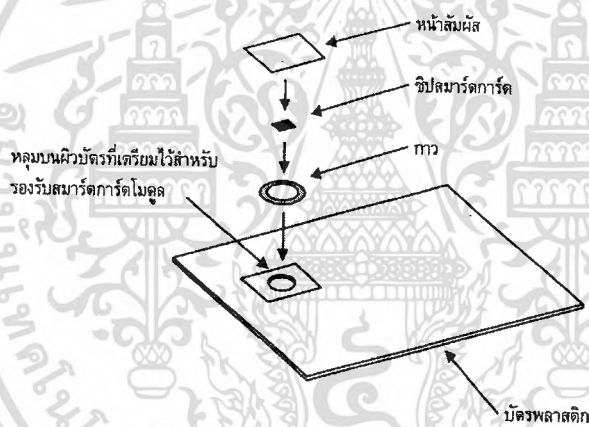 หน้าสัมผัส
ชิปสมาร์ตการ์ด
กาว
หลุมบนผิวบัตรที่เตรียมไว้สำหรับ
รองรับสมาร์ตการ์ดโมดูล
บัตรพลาสติก